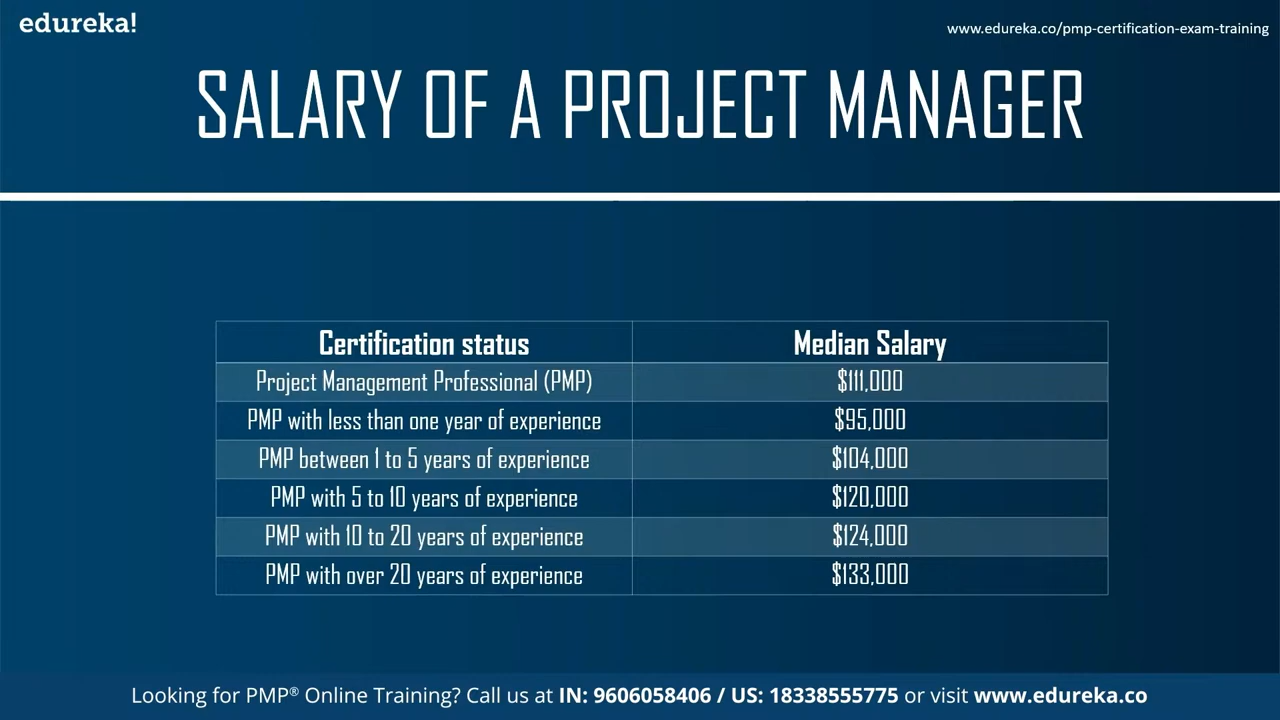 edureka!
www.edureka.co/pmp-certification-exam-training
SALARY OF A PROJECT MANAGER
Certification status Median Salary
Project Management Professional (PMP) $111,000
PMP with less than one year of experience $95,000
PMP between 1 to 5 years of experience $104,000
PMP with 5 to 10 years of experience $120,000
PMP with 10 to 20 years of experience $124,000
PMP with over 20 years of experience $133,000
Looking for PMP® Online Training? Call us at IN: 9606058406 / US: 18338555775 or visit www.edureka.co